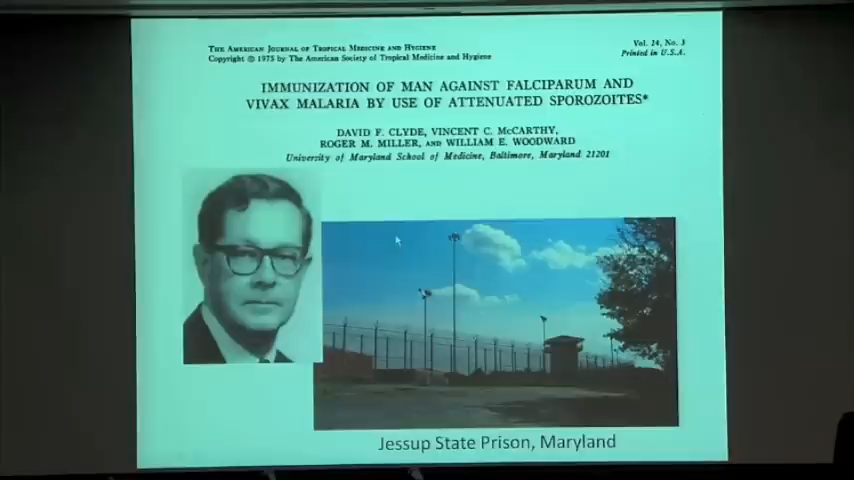 THE AMERICAN JOURNAL OF TROPICAL MEDICINE AND HYGIENE
Copyright © 1975 by The American Society of Tropical Medicine and Hygiene
Vol. 24, No. 3
Printed in U.S.A.
IMMUNIZATION OF MAN AGAINST FALCIPARUM AND
VIVAX MALARIA BY USE OF ATTENUATED SPOROZOITES*
DAVID F. CLYDE, VINCENT C. McCARTHY,
ROGER M. MILLER, AND WILLIAM E. WOODWARD
University of Maryland School of Medicine, Baltimore, Maryland 21201
Jessup State Prison, Maryland